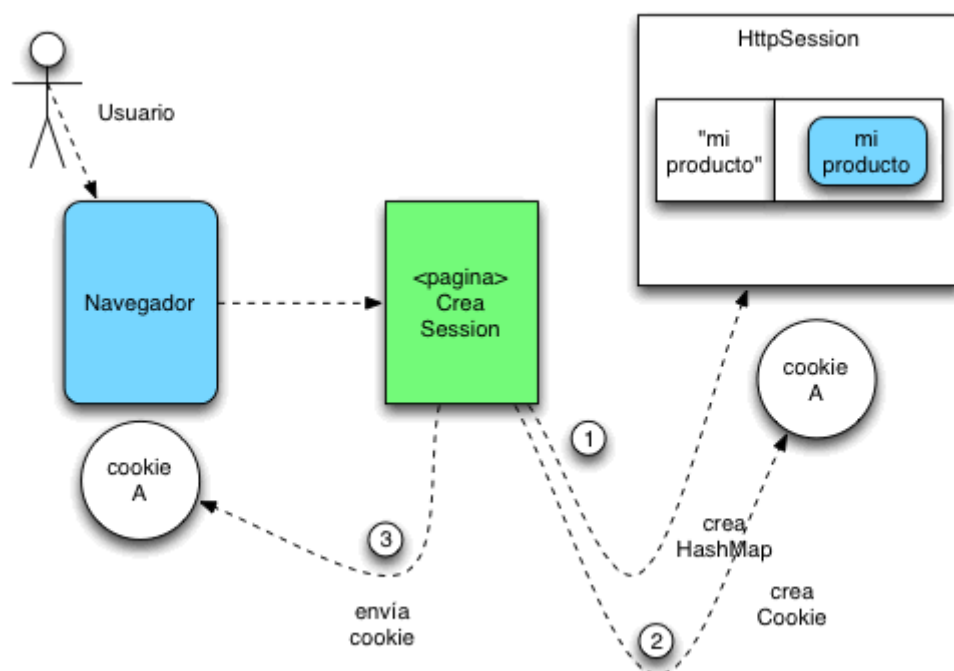 HttpSession
Usuario
"mi
producto"
mi
producto
Navegador
<pagina>
Crea
Session
cookie
A
cookie
A
1
3
crea
HashMap
envía
cookie
crea
Cookie
2